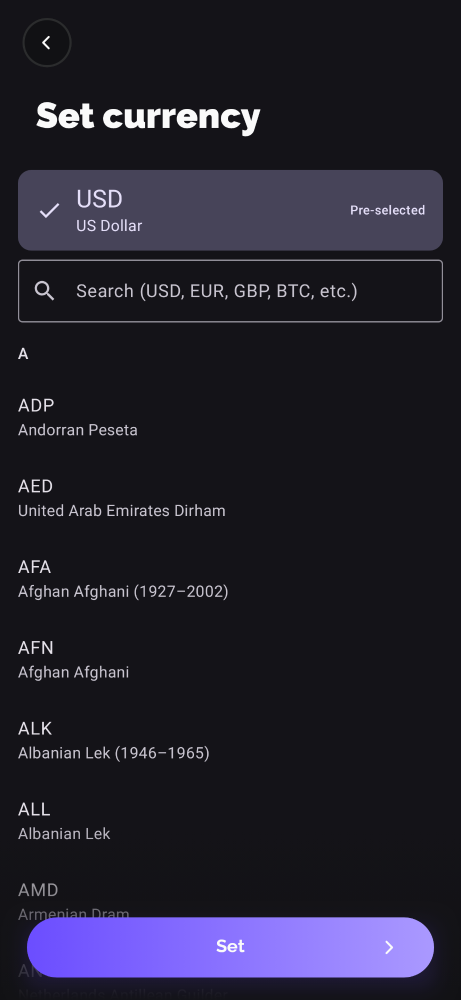 Set currency
USD
US Dollar
Pre-selected
Search (USD, EUR, GBP, BTC, etc.)
A
ADP
Andorran Peseta
AED
United Arab Emirates Dirham
AFA
Afghan Afghani (1927–2002)
AFN
Afghan Afghani
ALK
Albanian Lek (1946–1965)
ALL
Albanian Lek
AMD
Armenian Dram
Set